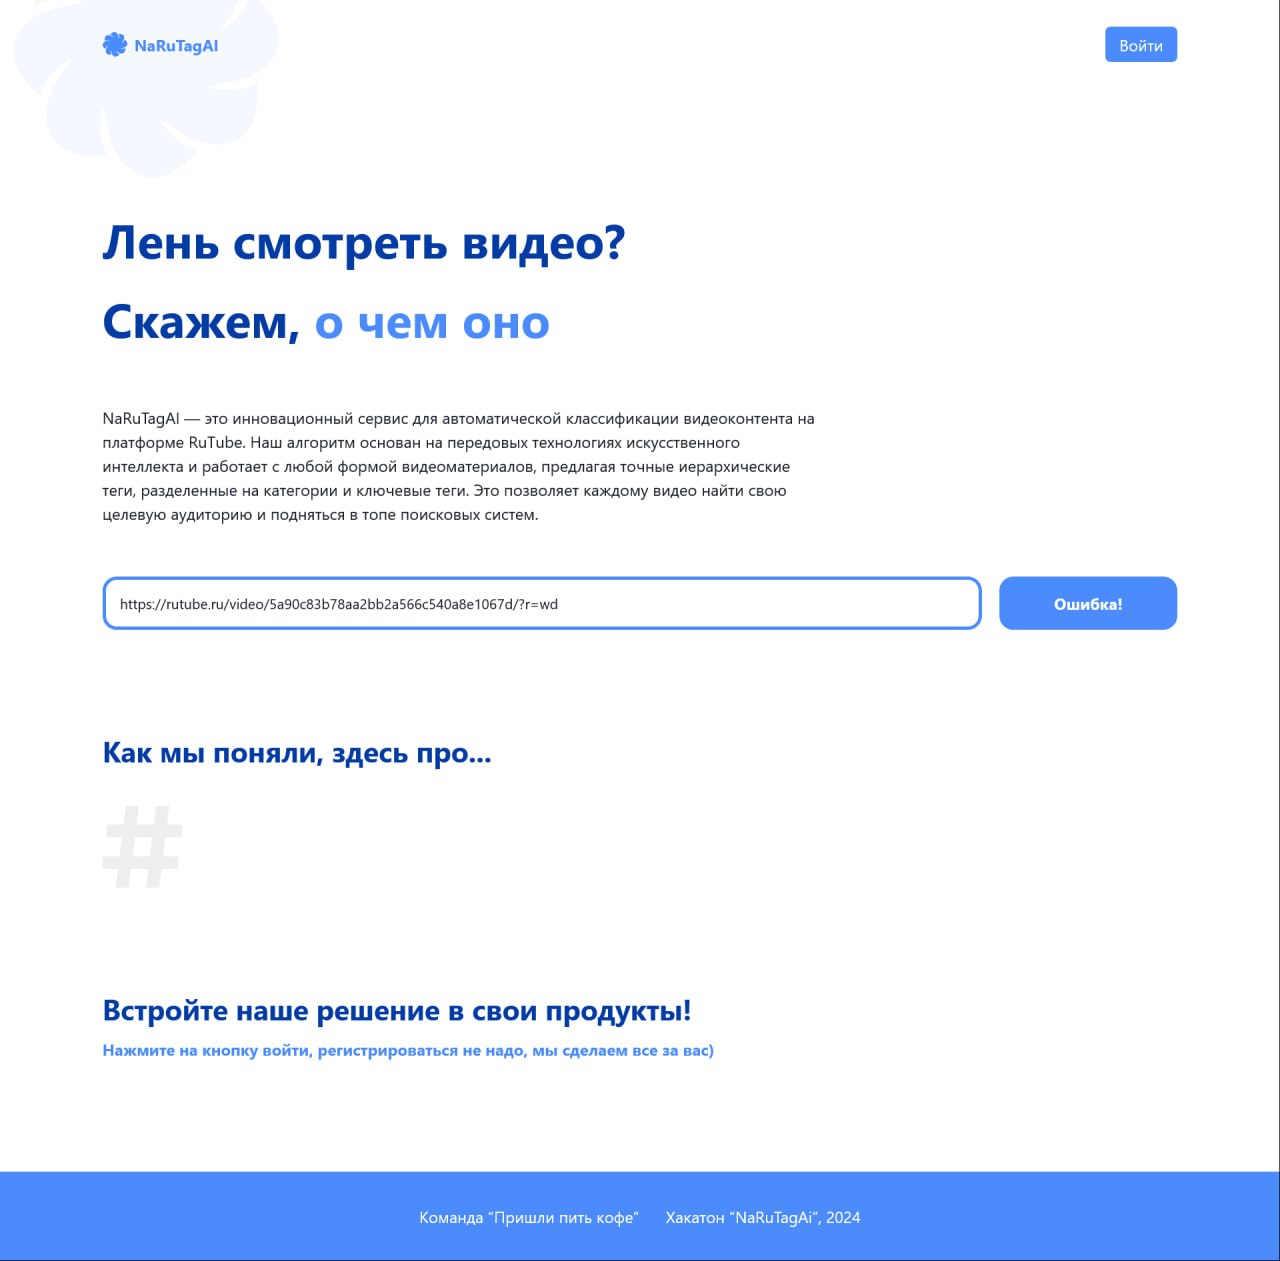 NaRuTagAI
Войти
Лень смотреть видео?
Скажем, о чем оно
NaRuTagAI — это инновационный сервис для автоматической классификации видеоконтента на
платформе RuTube. Наш алгоритм основан на передовых технологиях искусственного
интеллекта и работает с любой формой видеоматериалов, предлагая точные иерархические
теги, разделенные на категории и ключевые теги. Это позволяет каждому видео найти свою
целевую аудиторию и подняться в топе поисковых систем.
https://rutube.ru/video/5a90c83b78aa2bb2a566c540a8e1067d/?r=wd
Ошибка!
Как мы поняли, здесь про...
#
Встройте наше решение в свои продукты!
Нажмите на кнопку войти, регистрироваться не надо, мы сделаем все за вас)
Команда “Пришли пить кофе” Хакатон “NaRuTagAi“, 2024